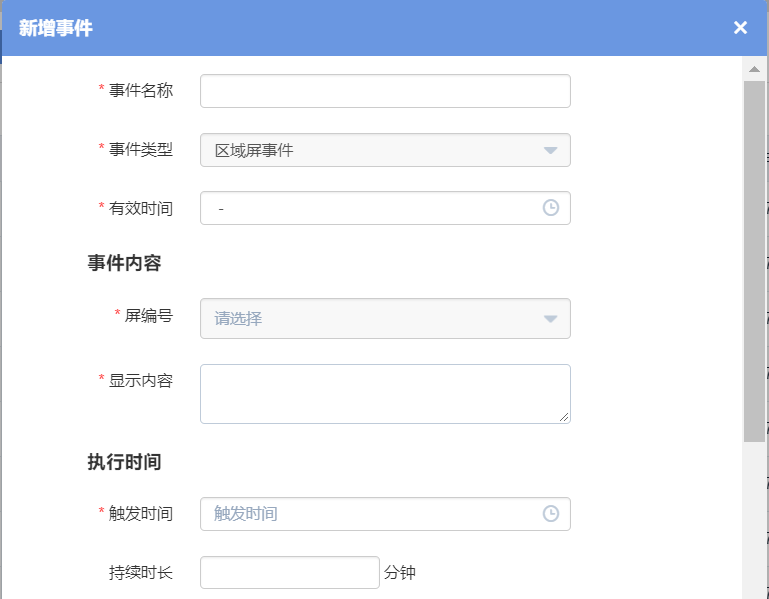 新增事件
* 事件名称
* 事件类型 区域屏事件
* 有效时间 -
事件内容
* 屏编号 请选择
* 显示内容
执行时间
* 触发时间 触发时间
持续时长 分钟